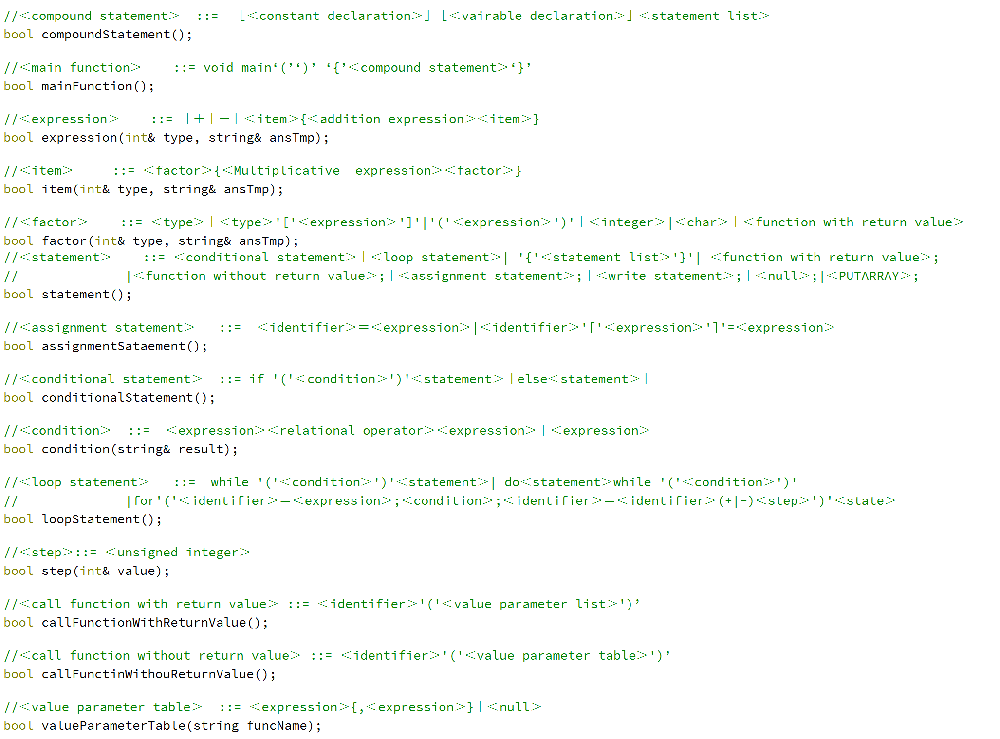 //＜compound statement＞  ::=  ［＜constant declaration＞］［＜vairable declaration＞］＜statement list＞
bool compoundStatement();
//＜main function＞    ::= void main‘(’‘)’ ‘{’＜compound statement＞‘}’
bool mainFunction();
//＜expression＞    ::= ［＋｜－］＜item＞{＜addition expression＞＜item＞}
bool expression(int& type, string& ansTmp);
//＜item＞     ::= ＜factor＞{＜Multiplicative  expression＞＜factor＞}
bool item(int& type, string& ansTmp);
//＜factor＞    ::= ＜type＞｜＜type＞'['＜expression＞']'|'('＜expression＞')'｜＜integer＞|＜char＞｜＜function with return value＞
bool factor(int& type, string& ansTmp);
//＜statement＞    ::= ＜conditional statement＞｜＜loop statement＞| '{'＜statement list＞'}'| ＜function with return value＞;
//              |＜function without return value＞;｜＜assignment statement＞;｜＜write statement＞;｜＜null＞;|＜PUTARRAY＞;
bool statement();
//＜assignment statement＞   ::=  ＜identifier＞＝＜expression＞|＜identifier＞'['＜expression＞']'=＜expression＞
bool assignmentSataement();
//＜conditional statement＞  ::= if '('＜condition＞')'＜statement＞［else＜statement＞］
bool conditionalStatement();
//＜condition＞  ::=  ＜expression＞＜relational operator＞＜expression＞｜＜expression＞
bool condition(string& result);
//＜loop statement＞   ::=  while '('＜condition＞')'＜statement＞| do＜statement＞while '('＜condition＞')'
//              |for'('＜identifier＞＝＜expression＞;＜condition＞;＜identifier＞＝＜identifier＞(+|-)＜step＞')'＜state＞
bool loopStatement();
//＜step＞::= ＜unsigned integer＞
bool step(int& value);
//＜call function with return value＞ ::= ＜identifier＞'('＜value parameter list＞')’
bool callFunctionWithReturnValue();
//＜call function without return value＞ ::= ＜identifier＞'('＜value parameter table＞')’
bool callFunctinWithouReturnValue();
//＜value parameter table＞  ::= ＜expression＞{,＜expression＞}｜＜null＞
bool valueParameterTable(string funcName);